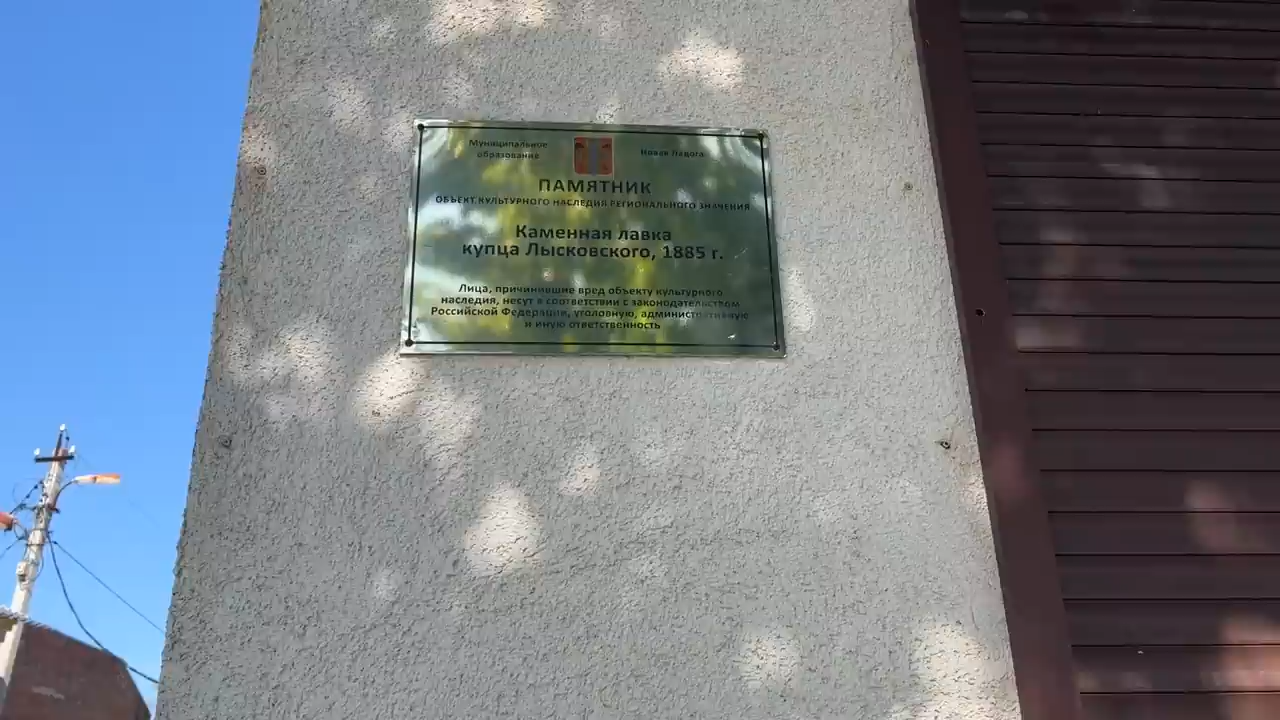 Муниципальное
образование
Новая Ладога
ПАМЯТНИК
ОБЪЕКТ КУЛЬТУРНОГО НАСЛЕДИЯ РЕГИОНАЛЬНОГО ЗНАЧЕНИЯ
Каменная лавка
купца Лысковского, 1885 г.
Лица, причинившие вред объекту культурного
наследия, несут в соответствии с законодательством
Российской Федерации, уголовную, административную
и иную ответственность